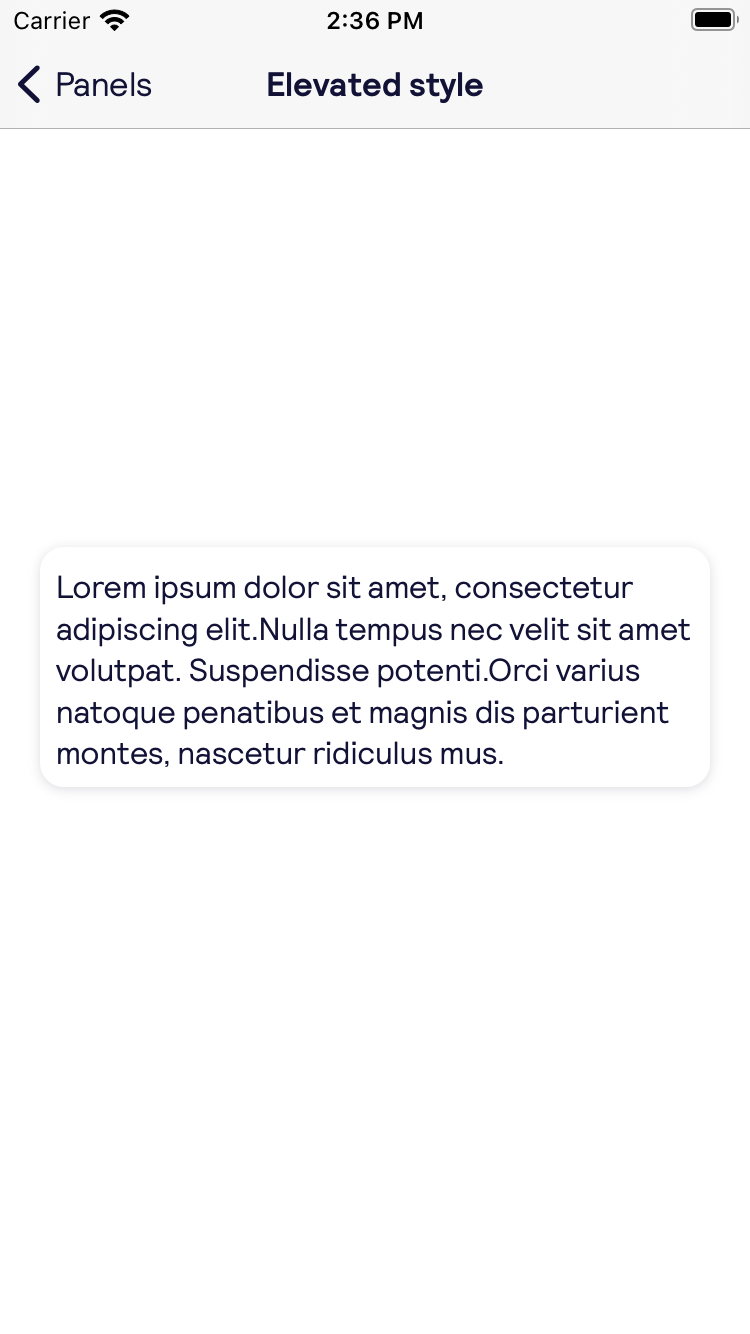 Carrier 2:36 PM
Panels Elevated style
Lorem ipsum dolor sit amet, consectetur
adipiscing elit.Nulla tempus nec velit sit amet
volutpat. Suspendisse potenti.Orci varius
natoque penatibus et magnis dis parturient
montes, nascetur ridiculus mus.